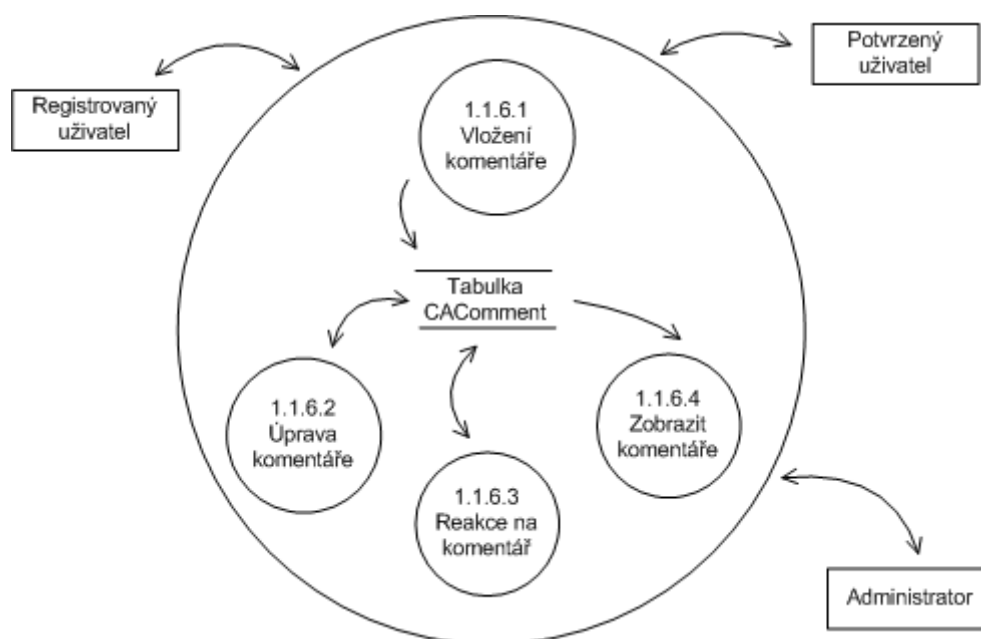 Potvrzený
uživatel
Registrovaný
uživatel
1.1.6.1
Vložení
komentáře
Tabulka
CAComment
1.1.6.2
Úprava
komentáře
1.1.6.4
Zobrazit
komentáře
1.1.6.3
Reakce na
komentář
Administrator